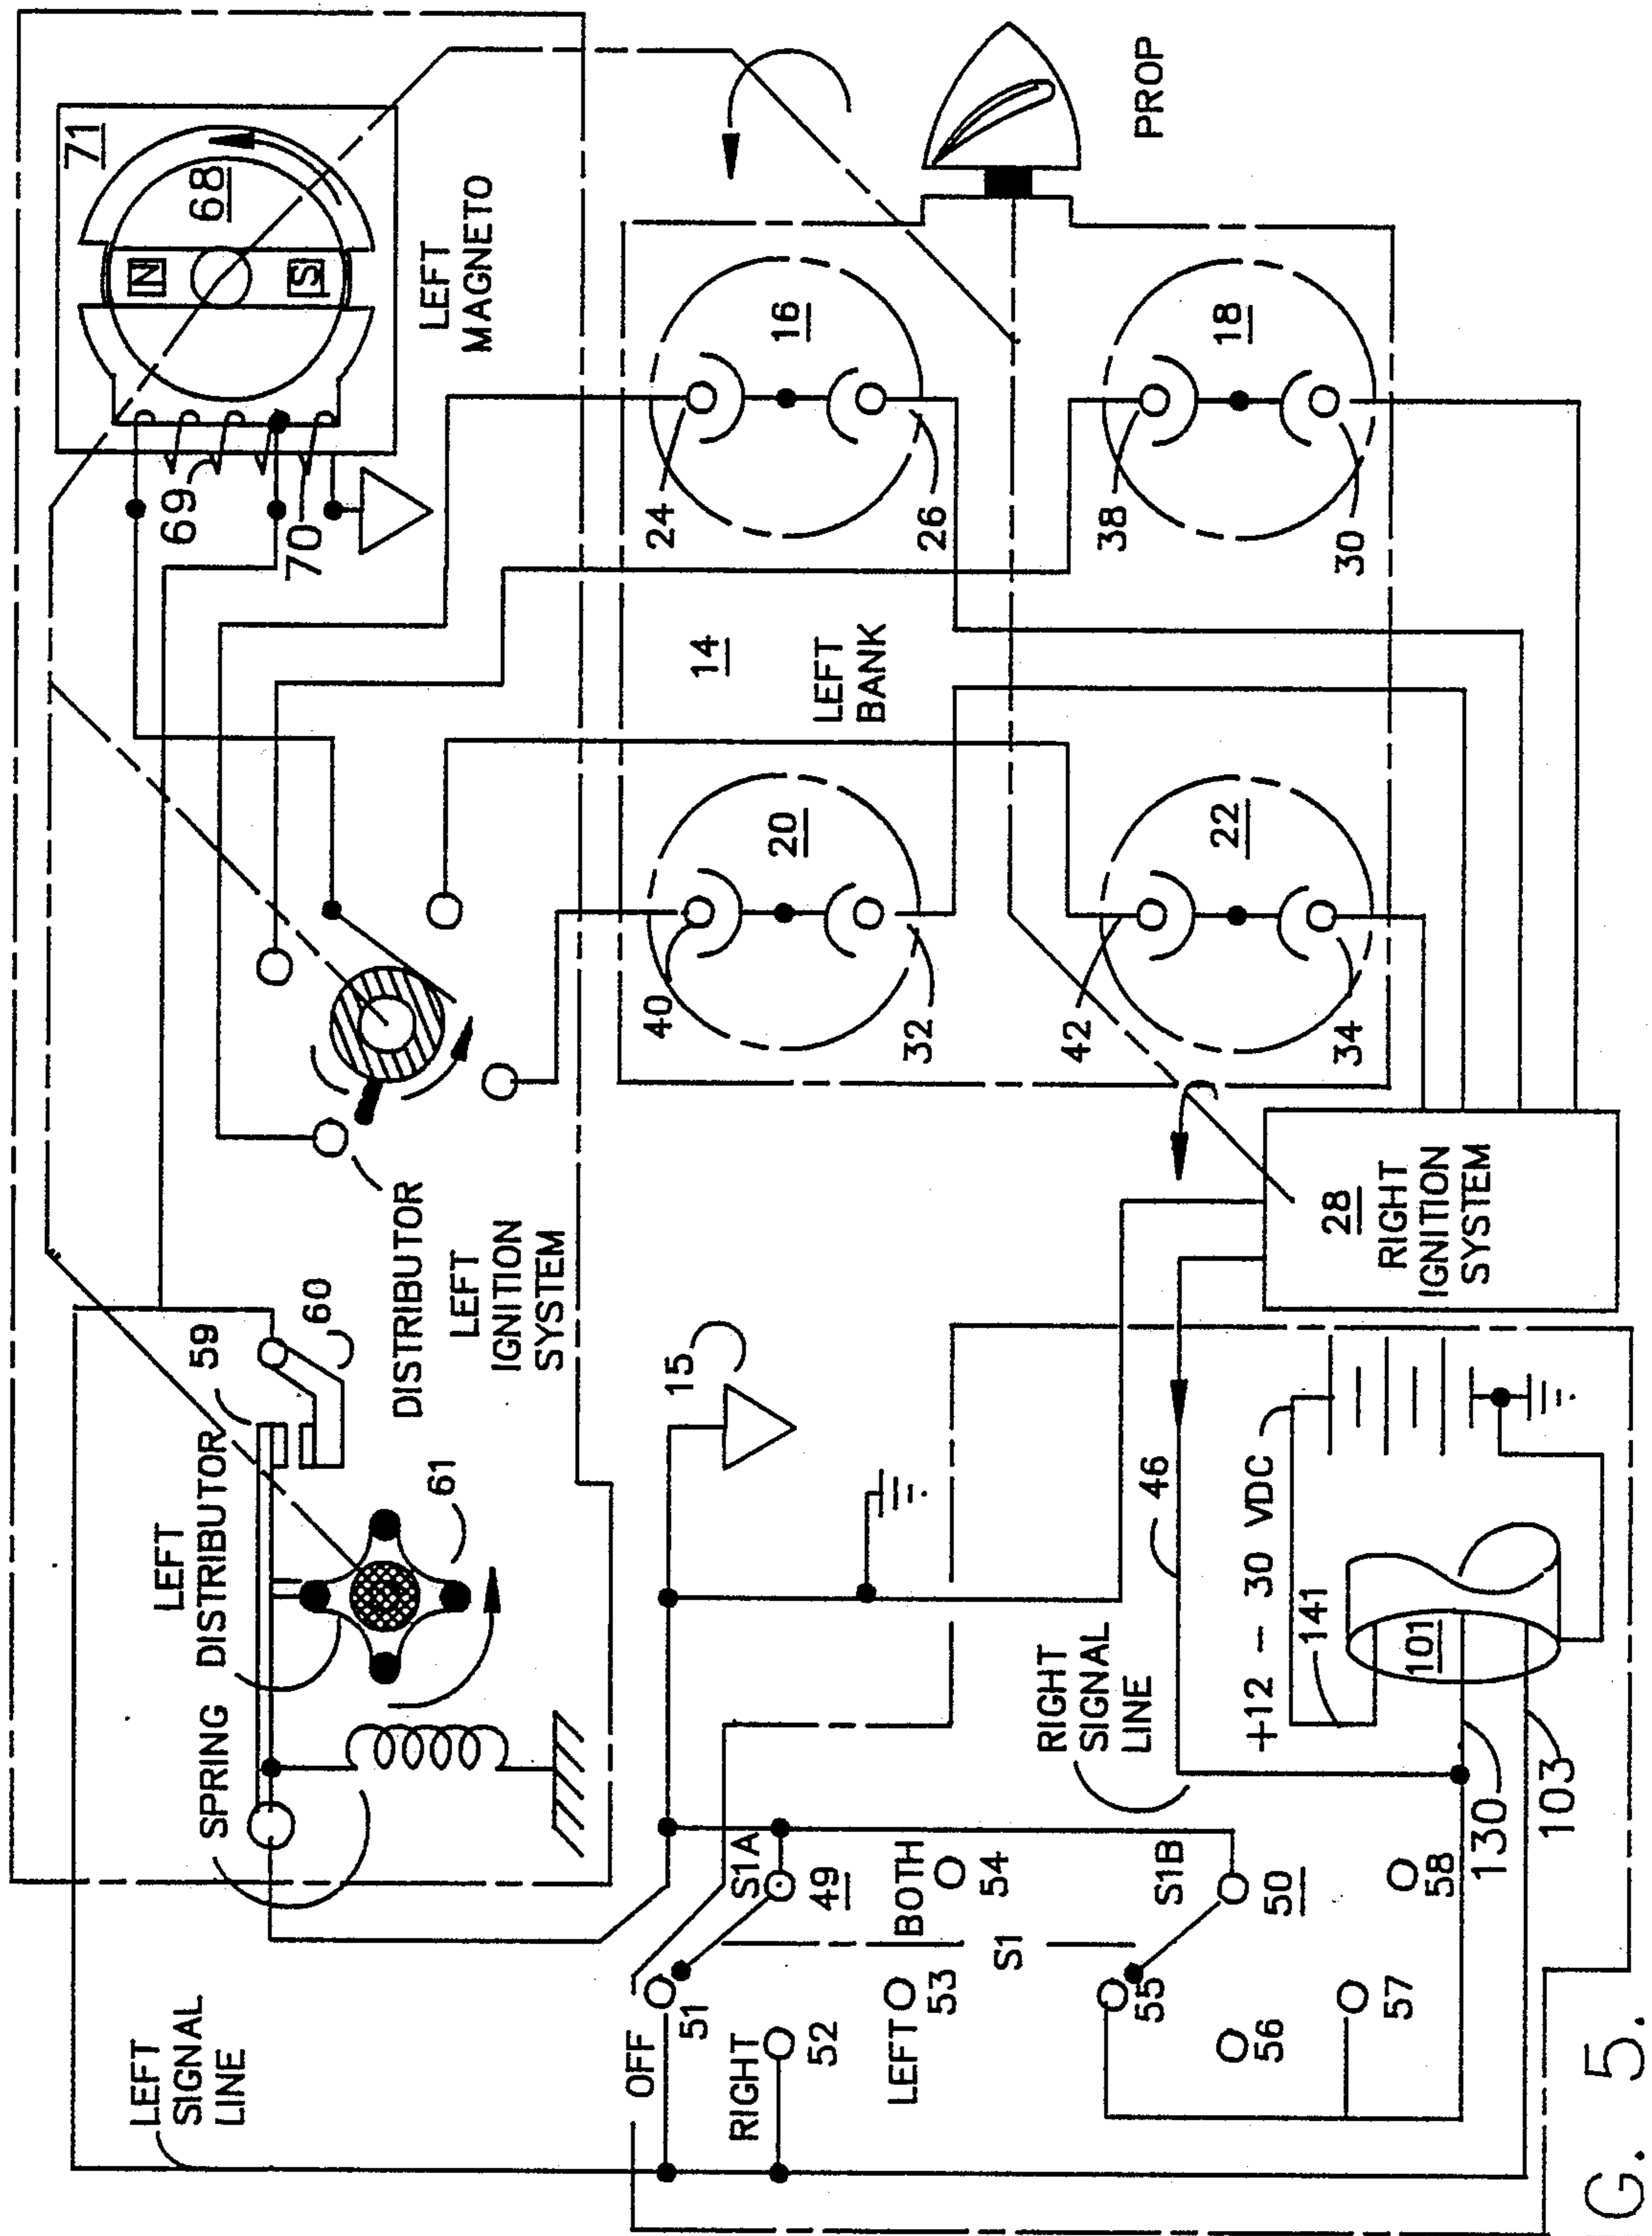 71
N
68
S
LEFT
MAGNETO
69
70
PROP
24
16
26
38
18
30
14
LEFT
BANK
40
20
32
42
22
34
DISTRIBUTOR
LEFT
IGNITION
SYSTEM
59
60
LEFT
DISTRIBUTOR
SPRING
61
15
28
RIGHT
IGNITION
SYSTEM
46
+12 - 30 VDC
141
101
RIGHT
SIGNAL
LINE
130
103
S1A
49
BOTH
54
S1B
50
58
S1
OFF
51
RIGHT
52
LEFT
53
55
56
57
LEFT
SIGNAL
LINE
G. 5.